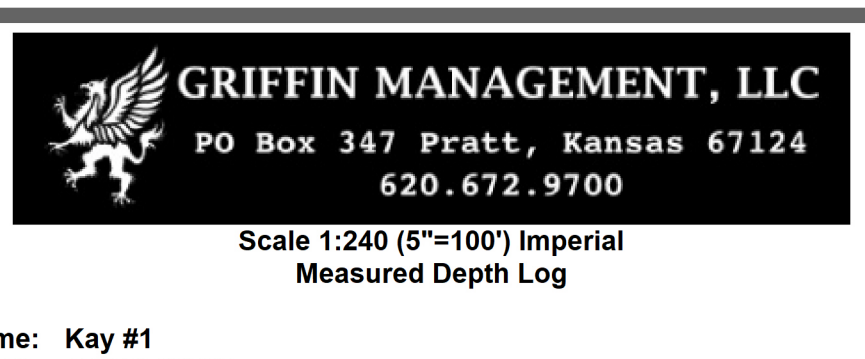 GRIFFIN MANAGEMENT, LLC
PO Box 347 Pratt, Kansas 67124
620.672.9700
Scale 1:240 (5"=100') Imperial
Measured Depth Log
me: Kay #1